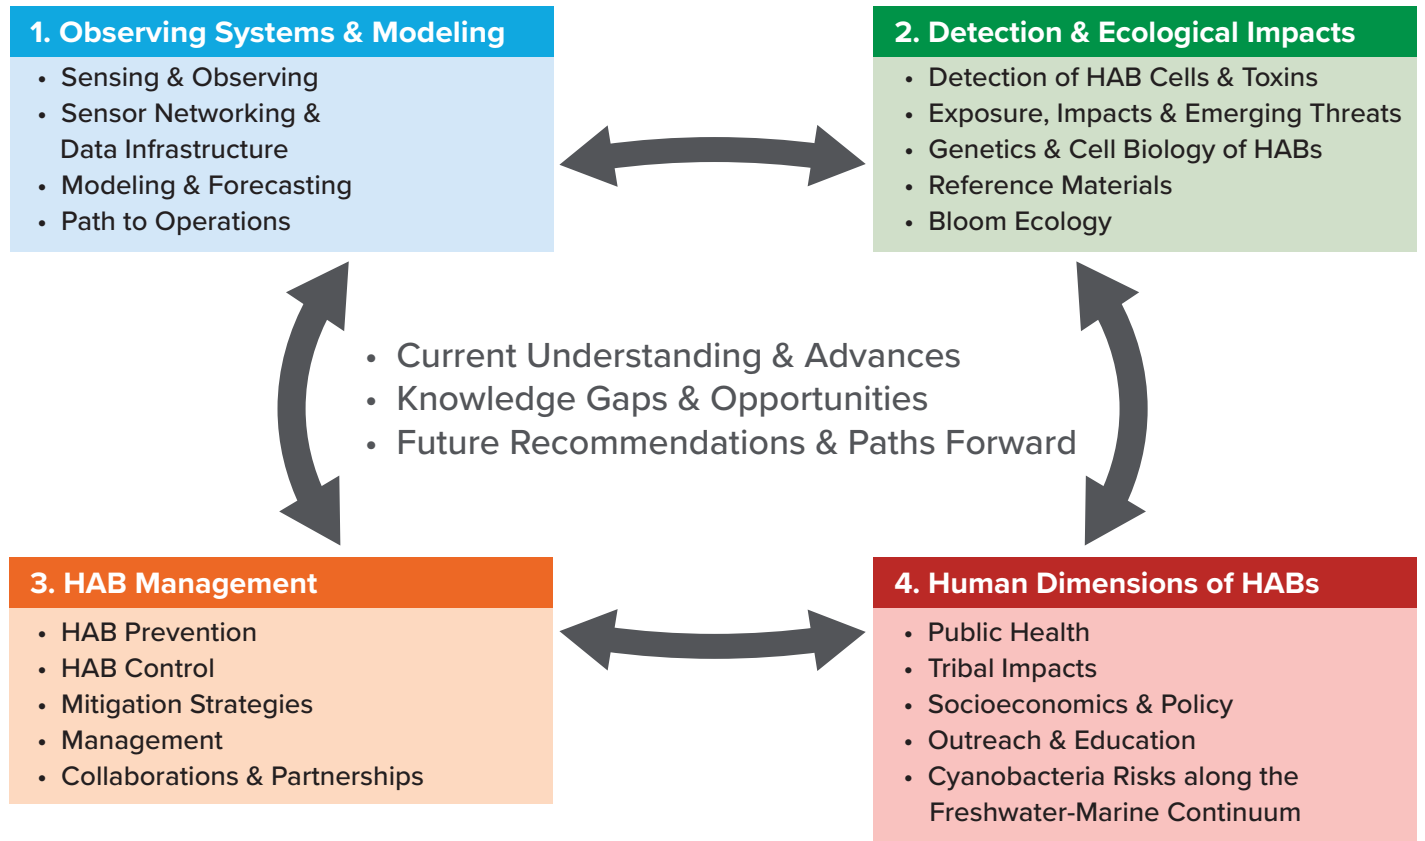 1. Observing Systems & Modeling
• Sensing & Observing
• Sensor Networking &
Data Infrastructure
• Modeling & Forecasting
• Path to Operations
2. Detection & Ecological Impacts
• Detection of HAB Cells & Toxins
• Exposure, Impacts & Emerging Threats
• Genetics & Cell Biology of HABs
• Reference Materials
• Bloom Ecology
• Current Understanding & Advances
• Knowledge Gaps & Opportunities
• Future Recommendations & Paths Forward
3. HAB Management
• HAB Prevention
• HAB Control
• Mitigation Strategies
• Management
• Collaborations & Partnerships
4. Human Dimensions of HABs
• Public Health
• Tribal Impacts
• Socioeconomics & Policy
• Outreach & Education
• Cyanobacteria Risks along the
Freshwater-Marine Continuum